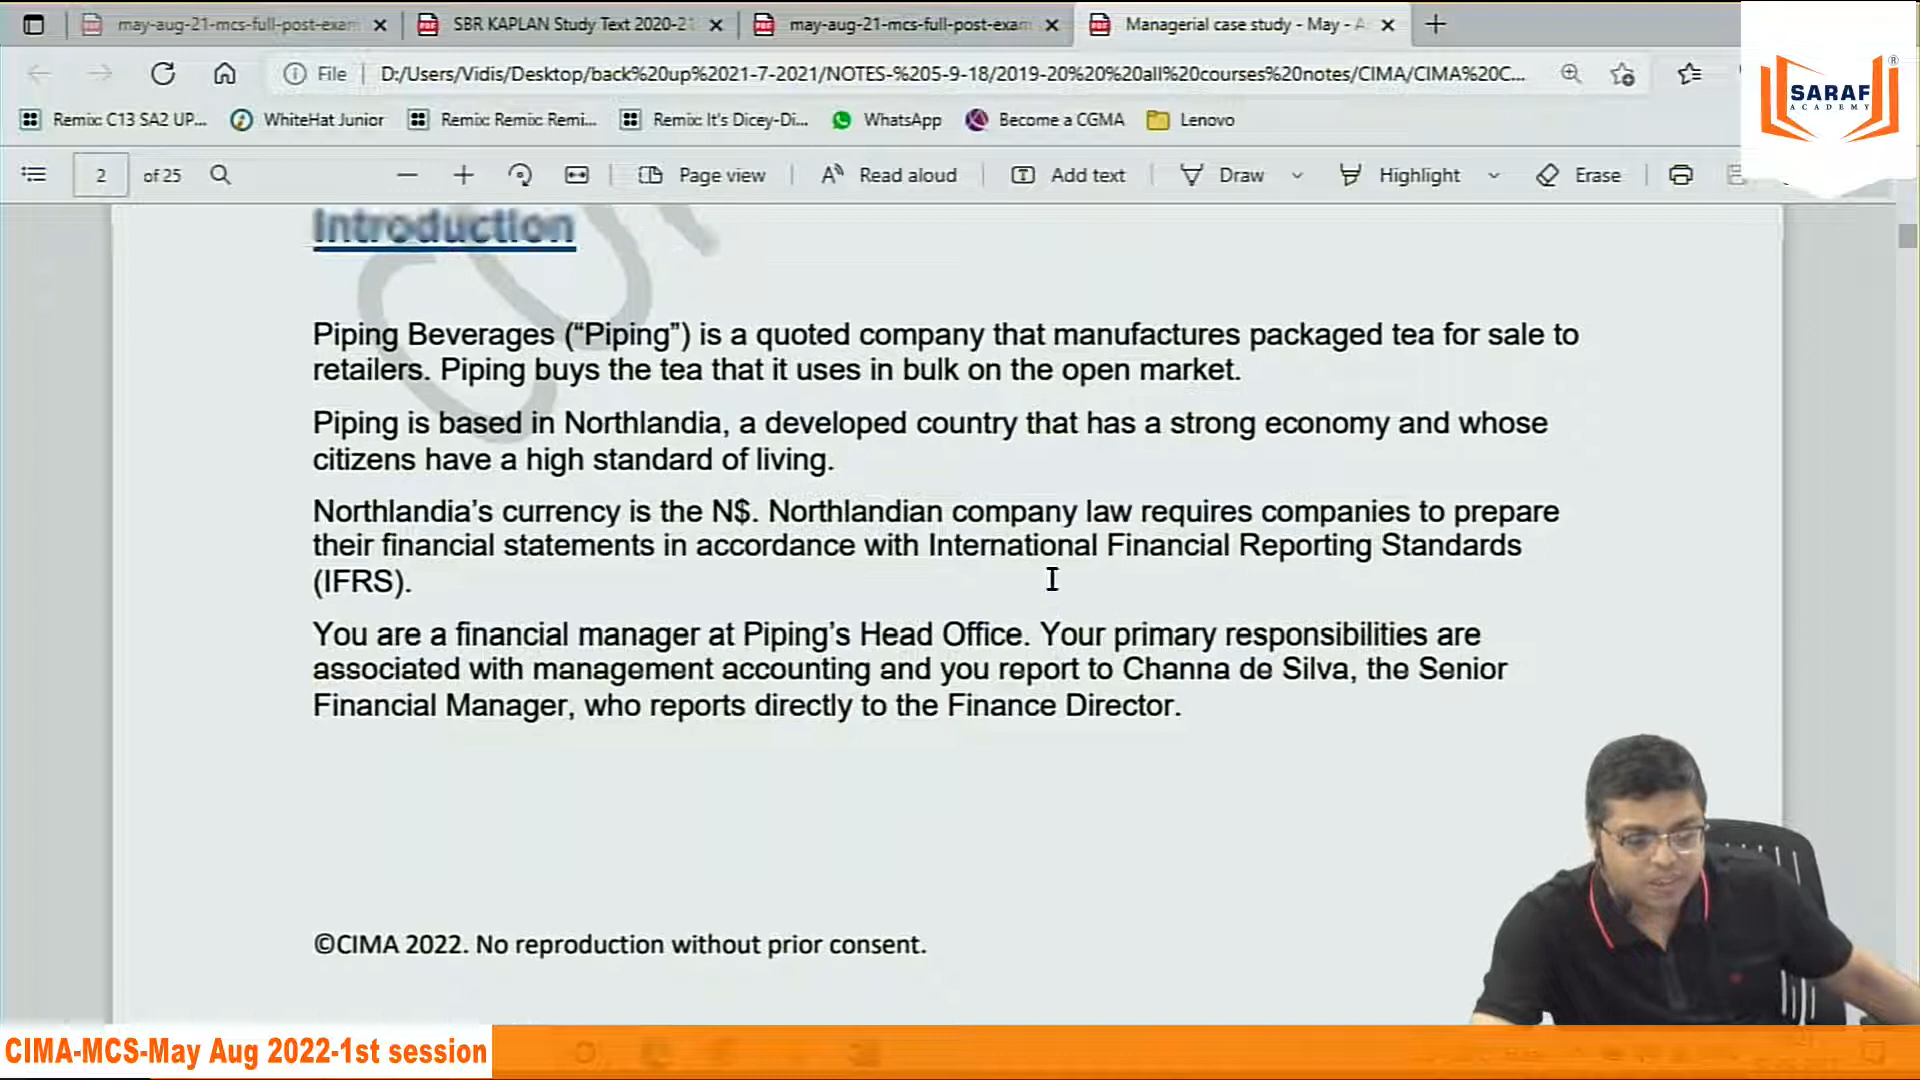 may-aug-21-mcs-full-post-exam
SBR KAPLAN Study Text 2020-21
may-aug-21-mcs-full-post-exam
Managerial case study - May - A
File
D:/Users/Vidis/Desktop/back%20up%2021-7-2021/NOTES-%205-9-18/2019-20%20%20all%20courses%20notes/CIMA/CIMA%20C...
SARAF
ACADEMY
®
Remix: C13 SA2 UP...
WhiteHat Junior
Remix: Remix Remi...
Remix: It's Dicey-Di...
WhatsApp
Become a CGMA
Lenovo
2
of 25
Page view
Read aloud
Add text
Draw
Highlight
Erase
Introduction
Piping Beverages (“Piping”) is a quoted company that manufactures packaged tea for sale to
retailers. Piping buys the tea that it uses in bulk on the open market.
Piping is based in Northlandia, a developed country that has a strong economy and whose
citizens have a high standard of living.
Northlandia’s currency is the N$. Northlandian company law requires companies to prepare
their financial statements in accordance with International Financial Reporting Standards
(IFRS).
You are a financial manager at Piping’s Head Office. Your primary responsibilities are
associated with management accounting and you report to Channa de Silva, the Senior
Financial Manager, who reports directly to the Finance Director.
©CIMA 2022. No reproduction without prior consent.
CIMA-MCS-May Aug 2022-1st session